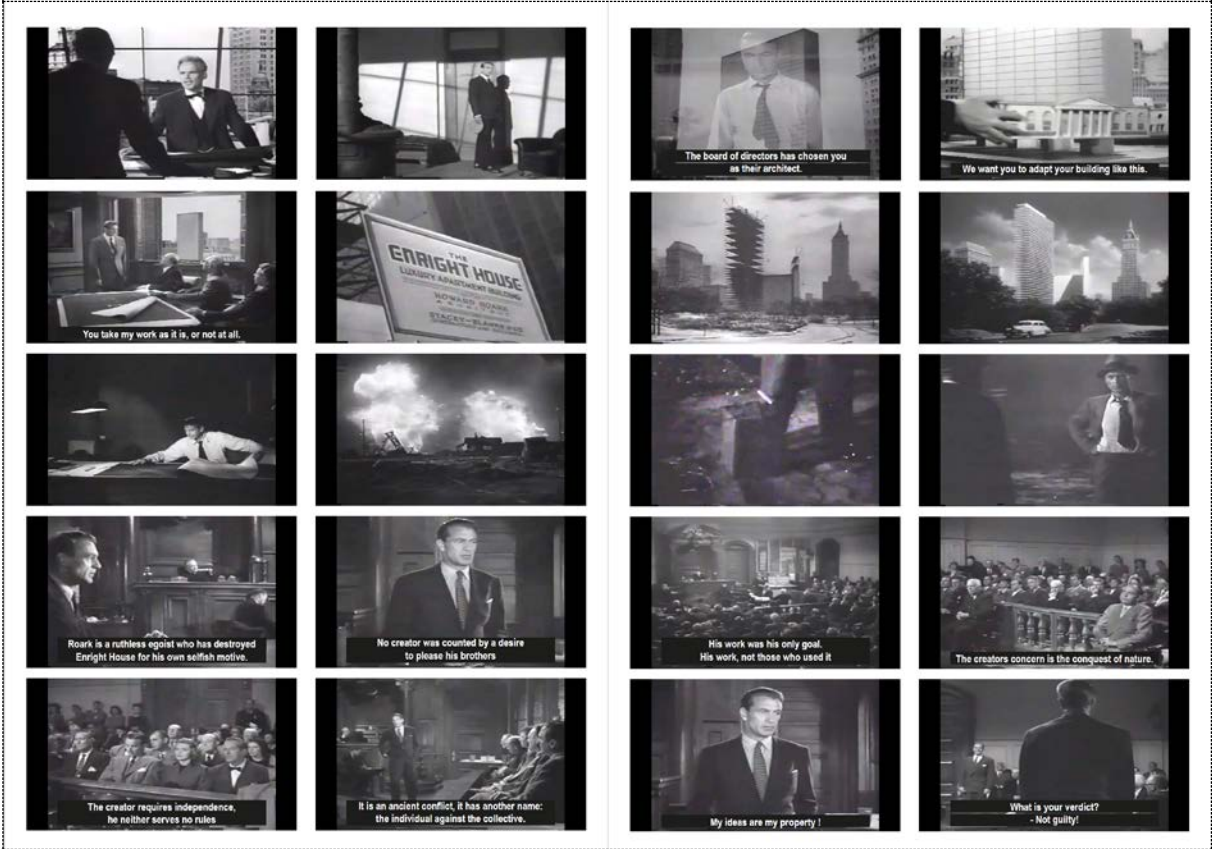 The board of directors has chosen you
as their architect.
We want you to adapt your building like this.
You take my work as it is, or not at all.
THE
ENRIGHT HOUSE
LUXURY APARTMENT BUILDING
HOWARD ROARK
Roark is a ruthless egoist who has destroyed
Enright House for his own selfish motive.
No creator was counted by a desire
to please his brothers
His work was his only goal.
His work, not those who used it
The creators concern is the conquest of nature.
The creator requires independence,
he neither serves no rules
It is an ancient conflict, it has another name:
the individual against the collective.
My ideas are my property !
What is your verdict?
- Not guilty!